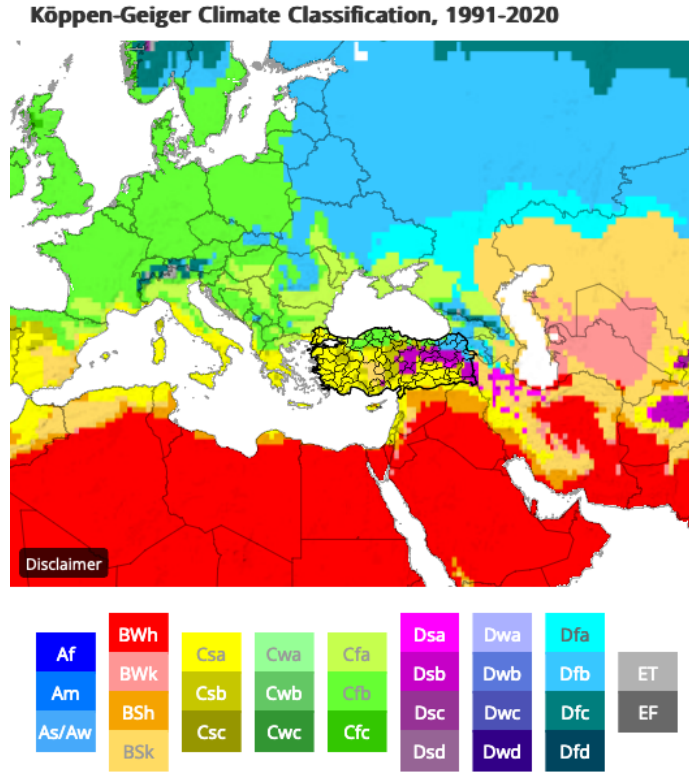 Köppen-Geiger Climate Classification, 1991-2020
Disclaimer
Af
Am
As/Aw
BWh
BWk
BSh
BSk
Csa
Csb
Csc
Cwa
Cwb
Cwc
Cfa
Cfb
Cfc
Dsa
Dsb
Dsc
Dsd
Dwa
Dwb
Dwc
Dwd
Dfa
Dfb
Dfc
Dfd
ET
EF